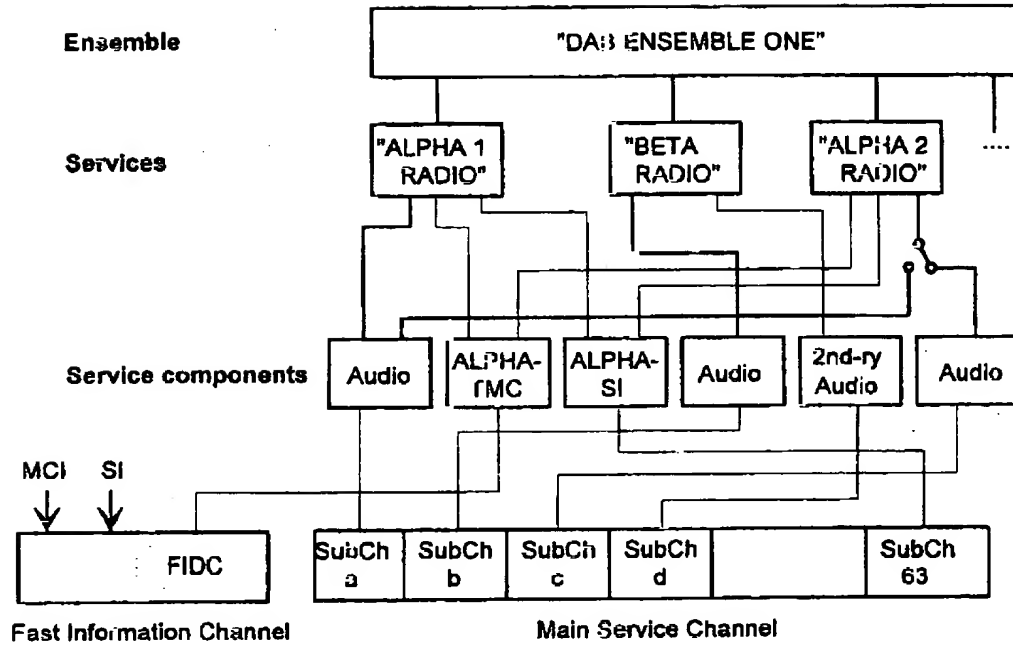 Ensemble
"DAB ENSEMBLE ONE"
Services
"ALPHA 1
RADIO"
"BETA
RADIO"
"ALPHA 2
RADIO"
.....
Service components
Audio
ALPHA-
TMC
ALPHA-
SI
Audio
2nd-ry
Audio
Audio
MCI
SI
FIDC
SubCh
a
SubCh
b
SubCh
c
SubCh
d
SubCh
63
Fast Information Channel
Main Service Channel